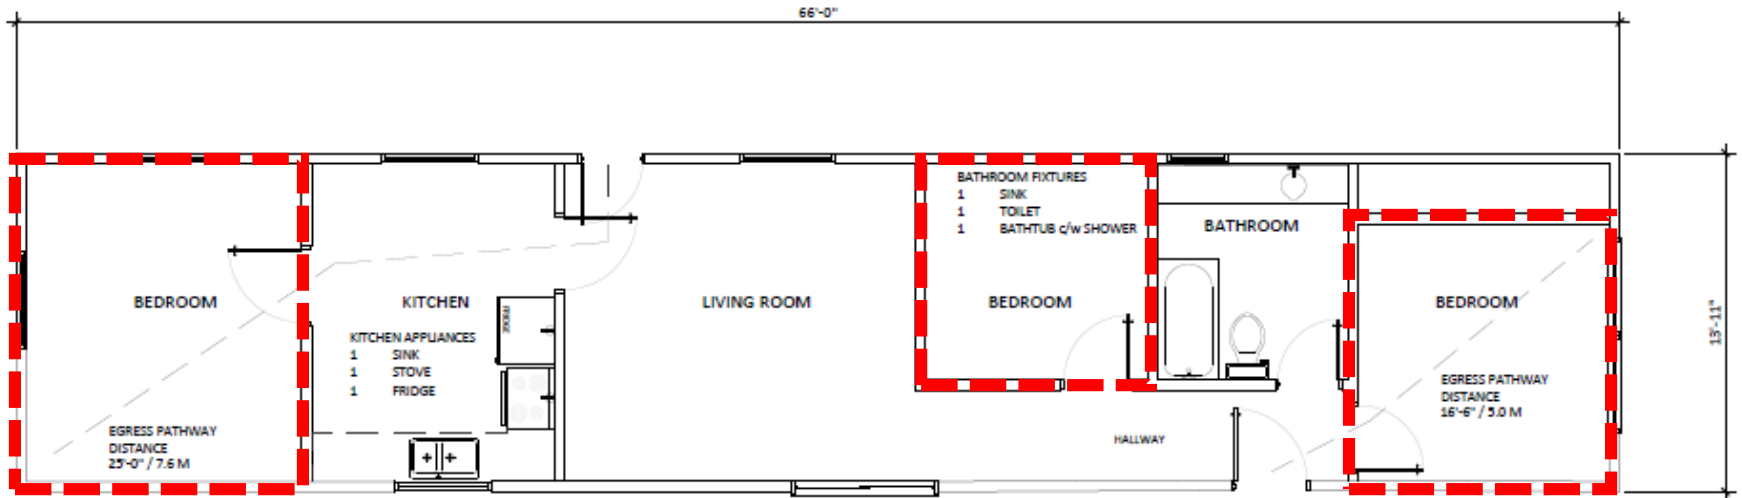 66'-0"
BATHROOM FIXTURES
1 SINK
1 TOILET
1 BATHTUB c/w SHOWER
BATHROOM
BEDROOM
KITCHEN
FRIDGE
LIVING ROOM
BEDROOM
BEDROOM
13'-11"
KITCHEN APPLIANCES
1 SINK
1 STOVE
1 FRIDGE
EGRESS PATHWAY
DISTANCE
16'-6" / 5.0 M
EGRESS PATHWAY
DISTANCE
25'-0" / 7.6 M
HALLWAY